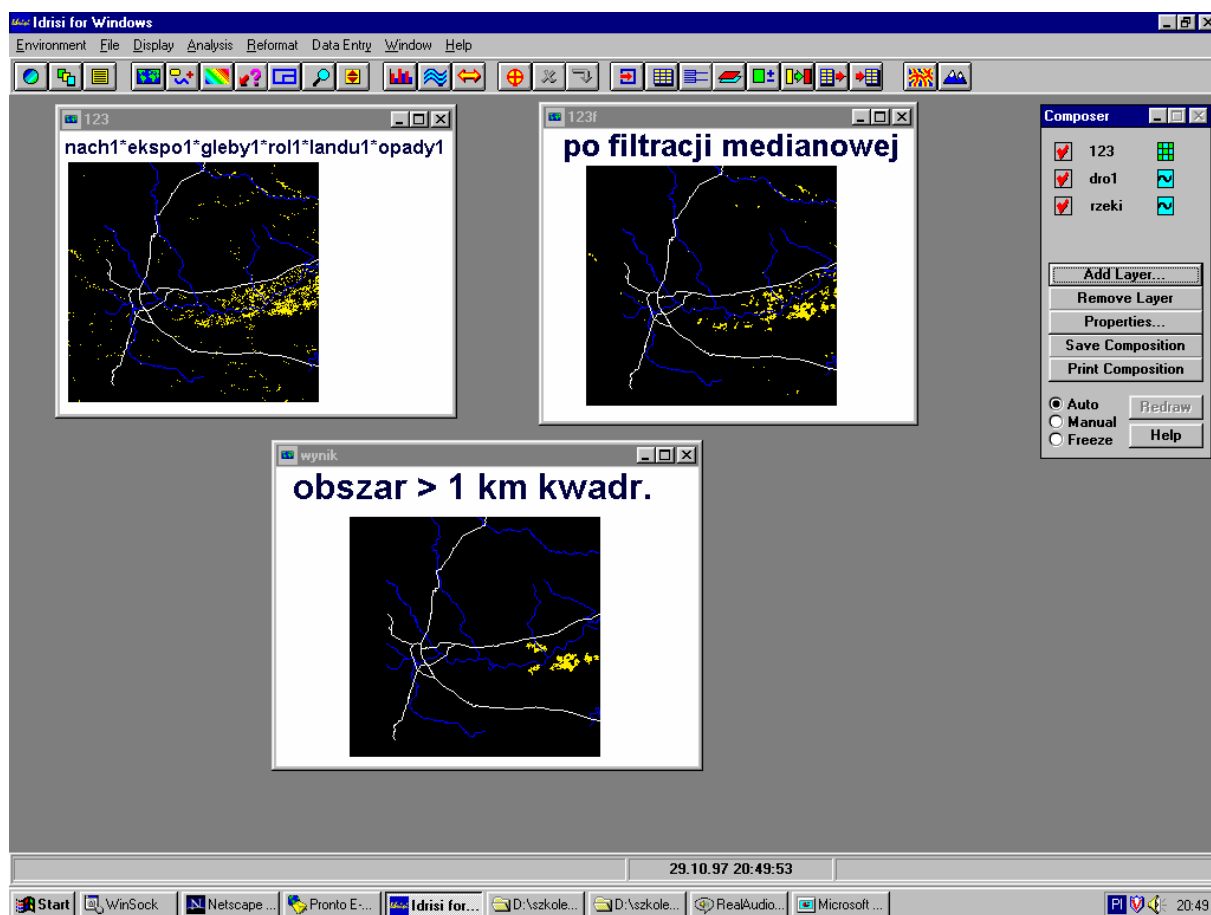 Idrisi for Windows
Environment File Display Analysis Reformat Data Entry Window Help
123
nach1*ekspo1*gleby1*rol1*landu1*opady1
123f
po filtracji medianowej
wynik
obszar > 1 km kwadr.
Composer
123
dro1
rzeki
Add Layer...
Remove Layer
Properties...
Save Composition
Print Composition
Auto
Manual
Freeze
Redraw
Help
29.10.97 20:49:53
Start WinSock Netscape ... Pronto E-... Idrisi for... D:\szkole... D:\szkole... RealAudio... Microsoft ... Pl 20:49